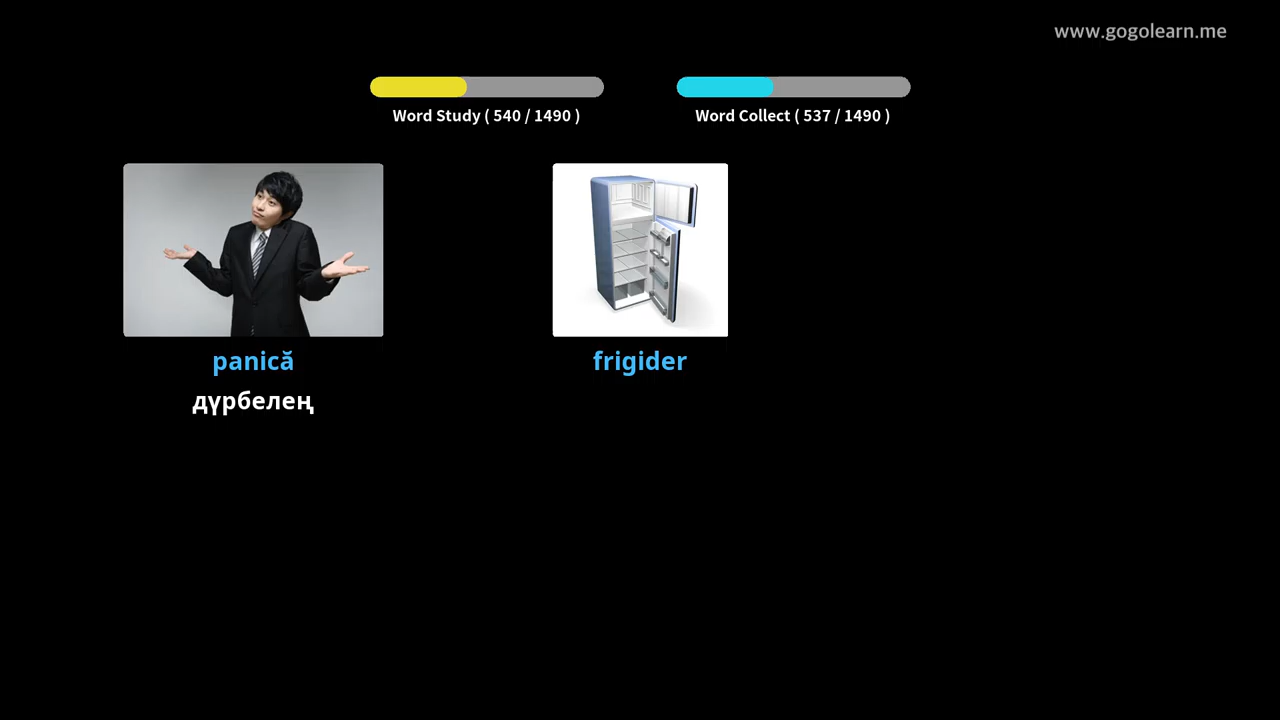 www.gogolearn.me
Word Study ( 540 / 1490 )
Word Collect ( 537 / 1490 )
panică
frigider
дүрбелең